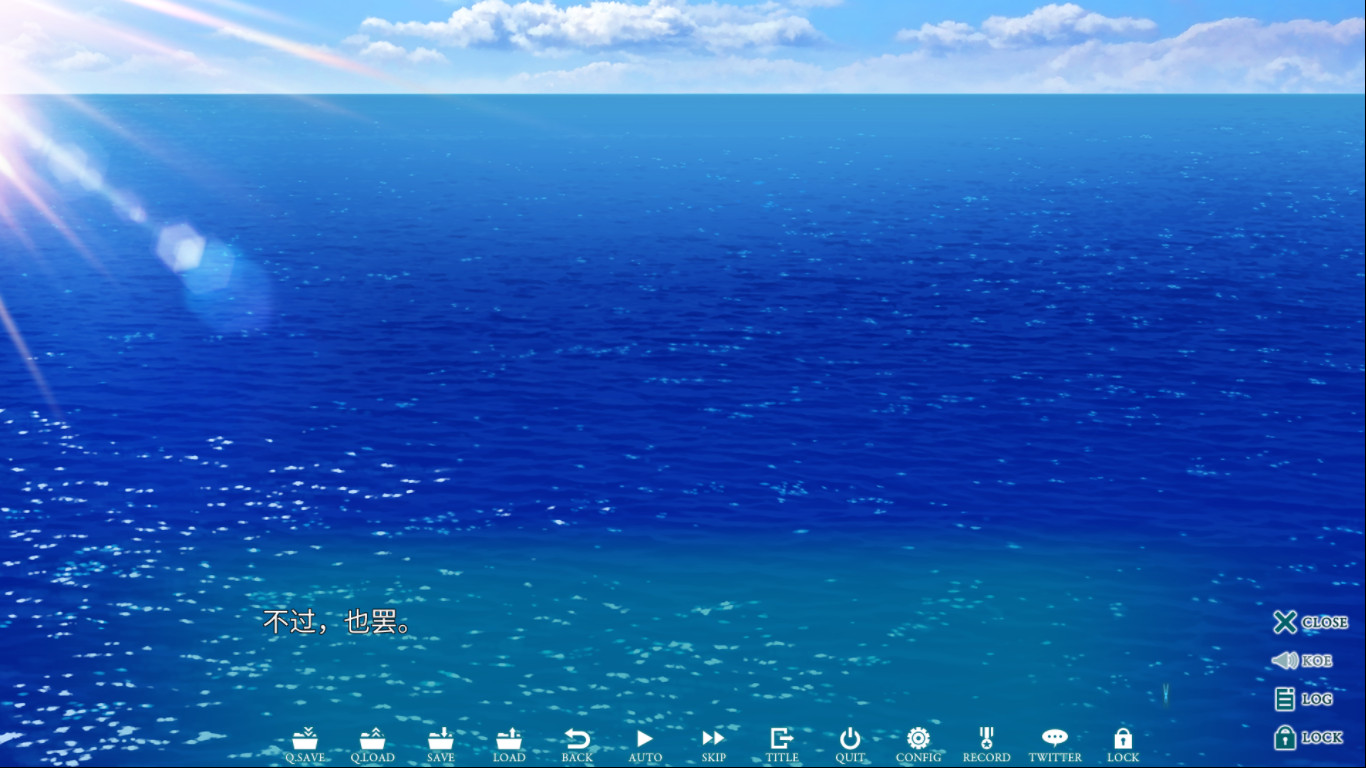 不过，也罢。
CLOSE
KOE
LOG
LOCK
Q.SAVE Q.LOAD SAVE LOAD BACK AUTO SKIP TITLE QUIT CONFIG RECORD TWITTER LOCK